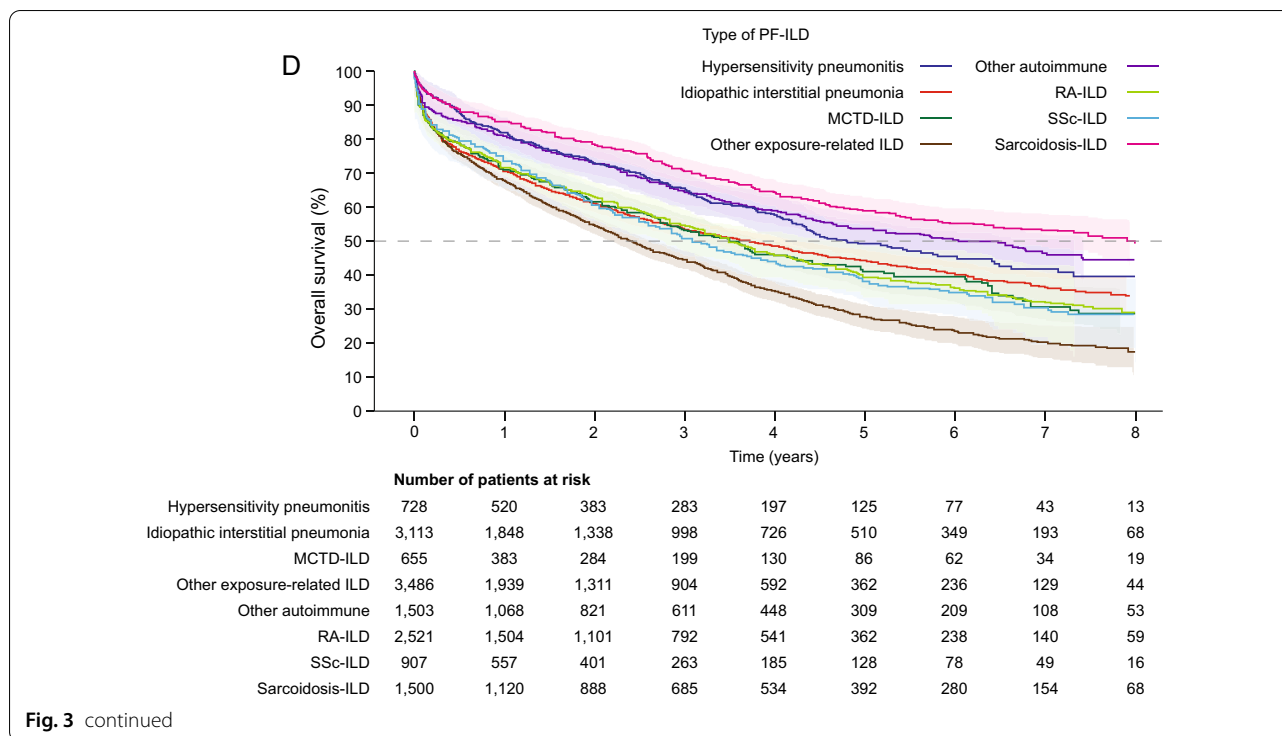 D
Type of PF-ILD
Hypersensitivity pneumonitis
Other autoimmune
Idiopathic interstitial pneumonia
RA-ILD
MCTD-ILD
SSc-ILD
Other exposure-related ILD
Sarcoidosis-ILD
Overall survival (%)
100
90
80
70
60
50
40
30
20
10
0
0 1 2 3 4 5 6 7 8
Time (years)
Number of patients at risk
Hypersensitivity pneumonitis 728 520 383 283 197 125 77 43 13
Idiopathic interstitial pneumonia 3,113 1,848 1,338 998 726 510 349 193 68
MCTD-ILD 655 383 284 199 130 86 62 34 19
Other exposure-related ILD 3,486 1,939 1,311 904 592 362 236 129 44
Other autoimmune 1,503 1,068 821 611 448 309 209 108 53
RA-ILD 2,521 1,504 1,101 792 541 362 238 140 59
SSc-ILD 907 557 401 263 185 128 78 49 16
Sarcoidosis-ILD 1,500 1,120 888 685 534 392 280 154 68
Fig. 3 continued